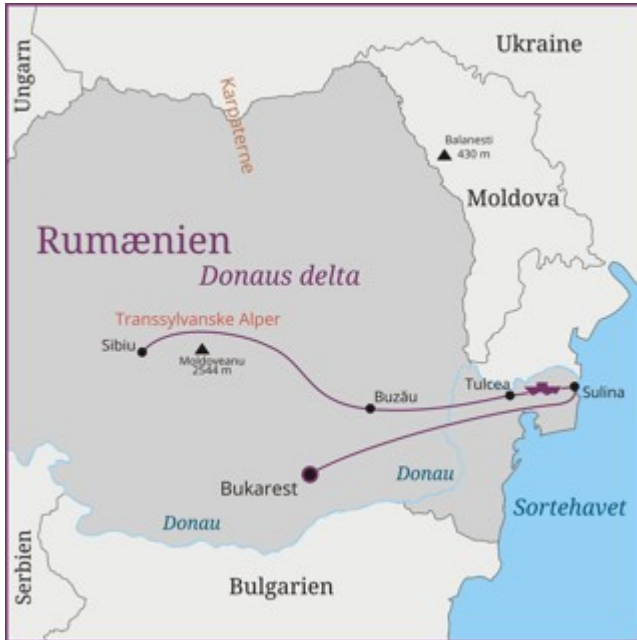 Ukraine
Ungarn
Karpaterne
Balanesti
430 m
Moldova
Rumænien
Donaus delta
Transsylvanske Alper
Sibiu
Moldoveanu
2544 m
Tulcea
Buzău
Sulina
Bukarest
Donau
Donau
Sortehavet
Serbien
Bulgarien